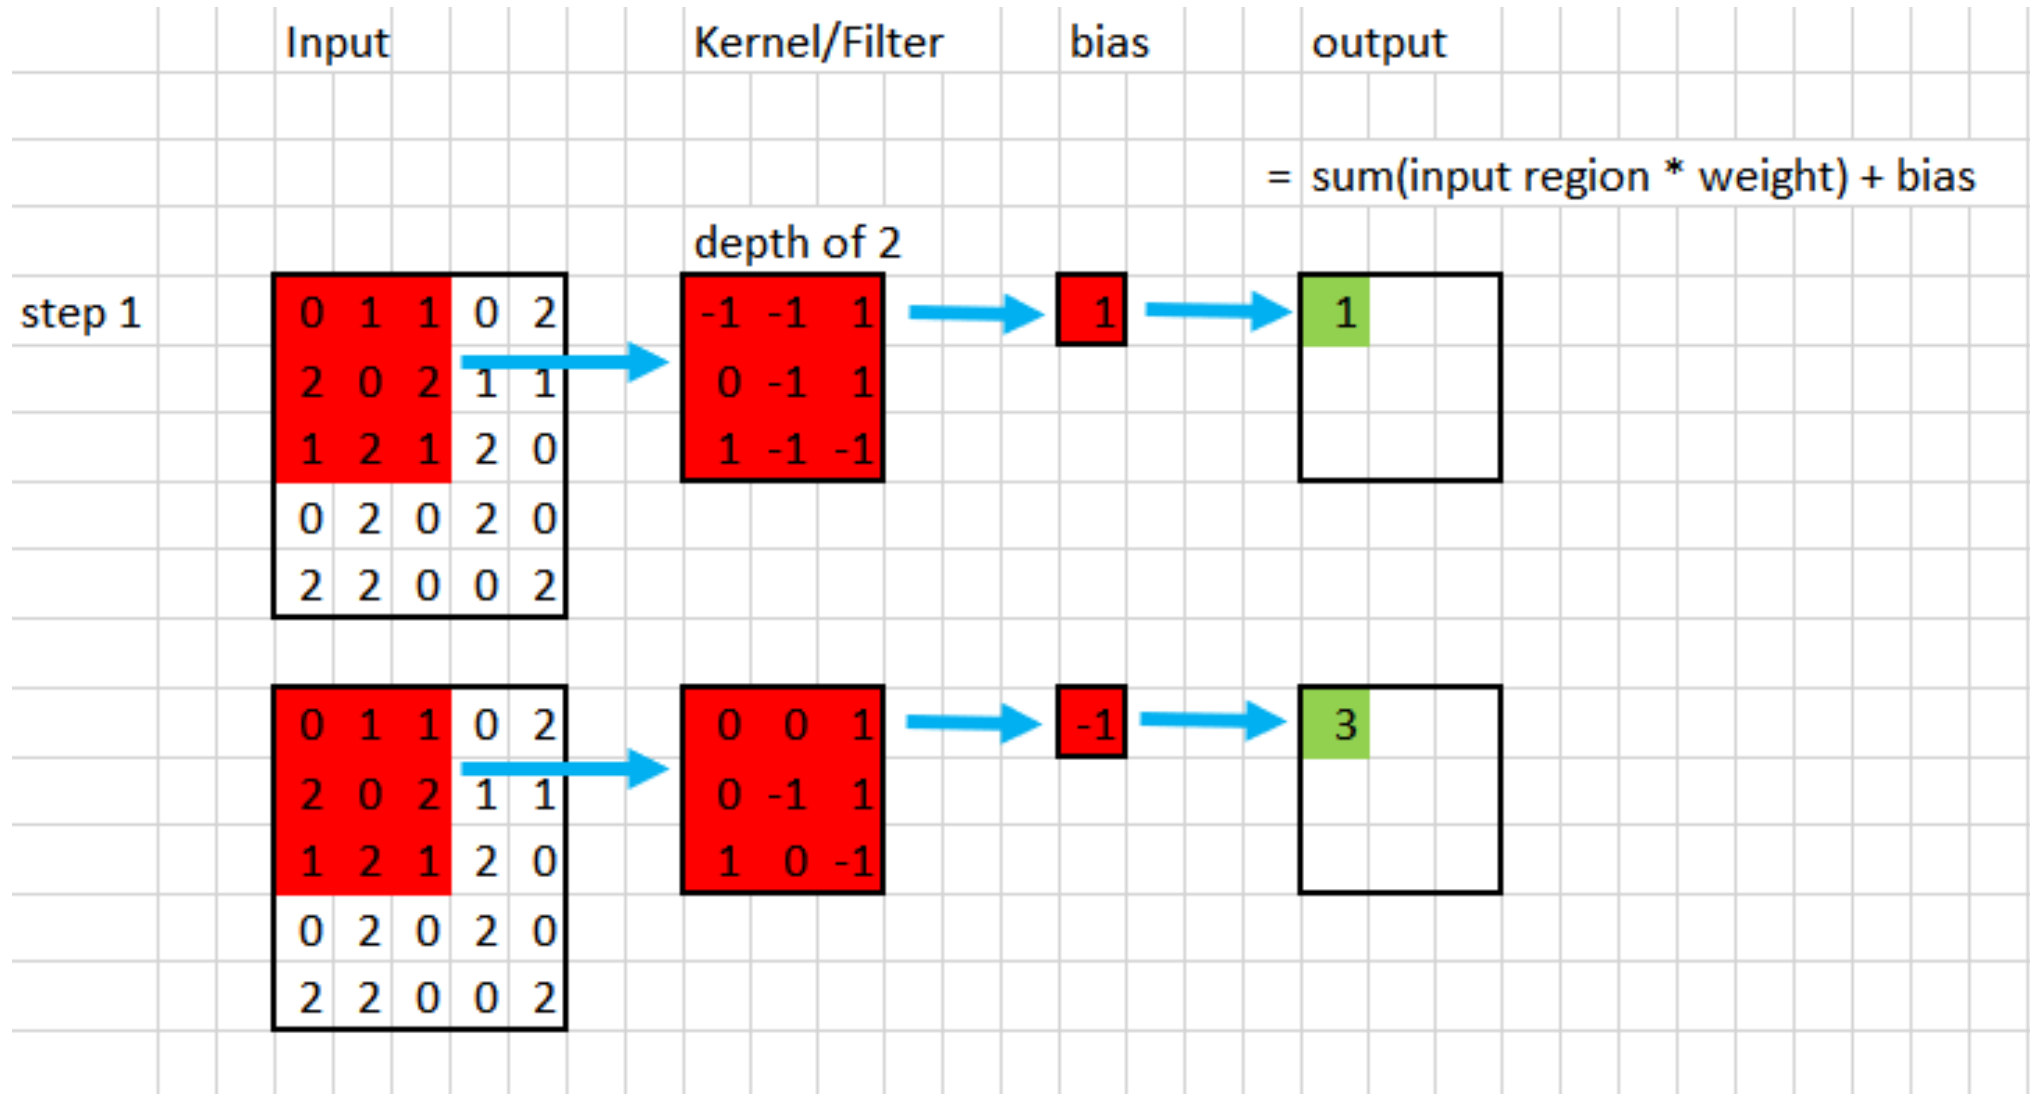 Input Kernel/Filter bias output
= sum(input region * weight) + bias
depth of 2
step 1 0 1 1 0 2 -1 -1 1 1 1
2 0 2 1 1 0 -1 1
1 2 1 2 0 1 -1 -1
0 2 0 2 0
2 2 0 0 2
0 1 1 0 2 0 0 1 -1 3
2 0 2 1 1 0 -1 1
1 2 1 2 0 1 0 -1
0 2 0 2 0
2 2 0 0 2